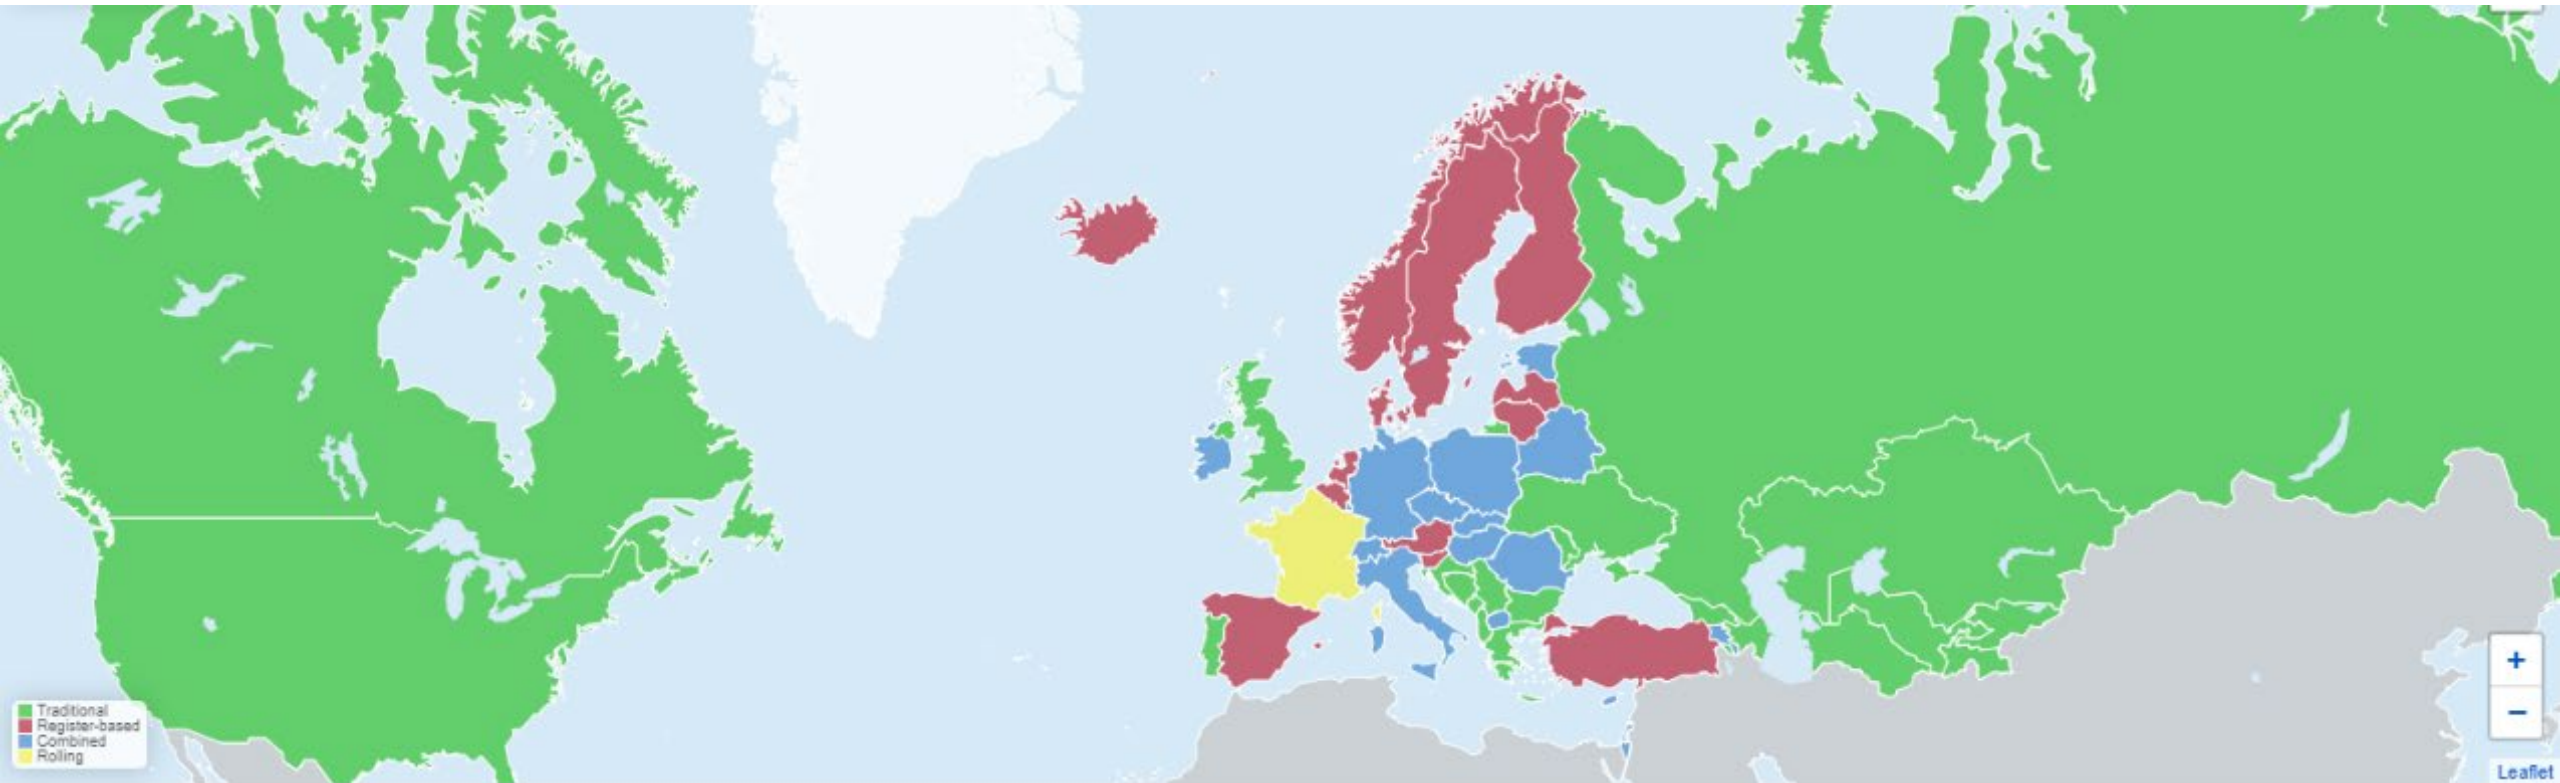 Traditional
Register-based
Combined
Rolling
+
−
Leaflet